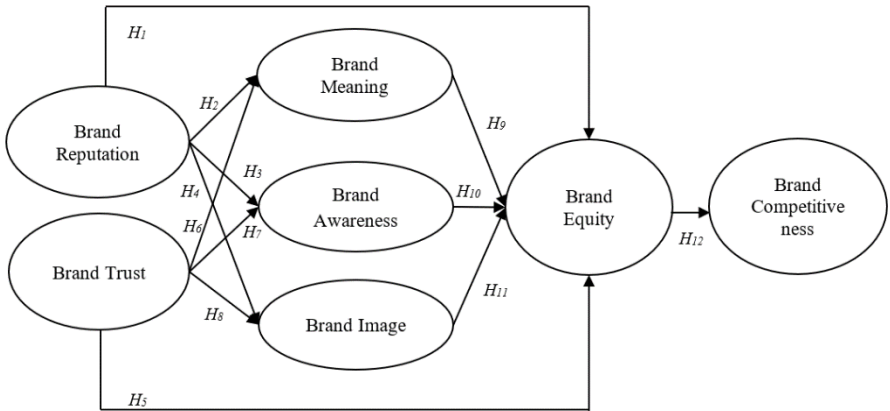 H1
Brand
Meaning
H2
H9
Brand
Reputation
H3
H4
Brand
Awareness
H10
Brand
Equity
Brand
Competitive
ness
H6
H7
H12
Brand Trust
H8
Brand Image
H11
H5